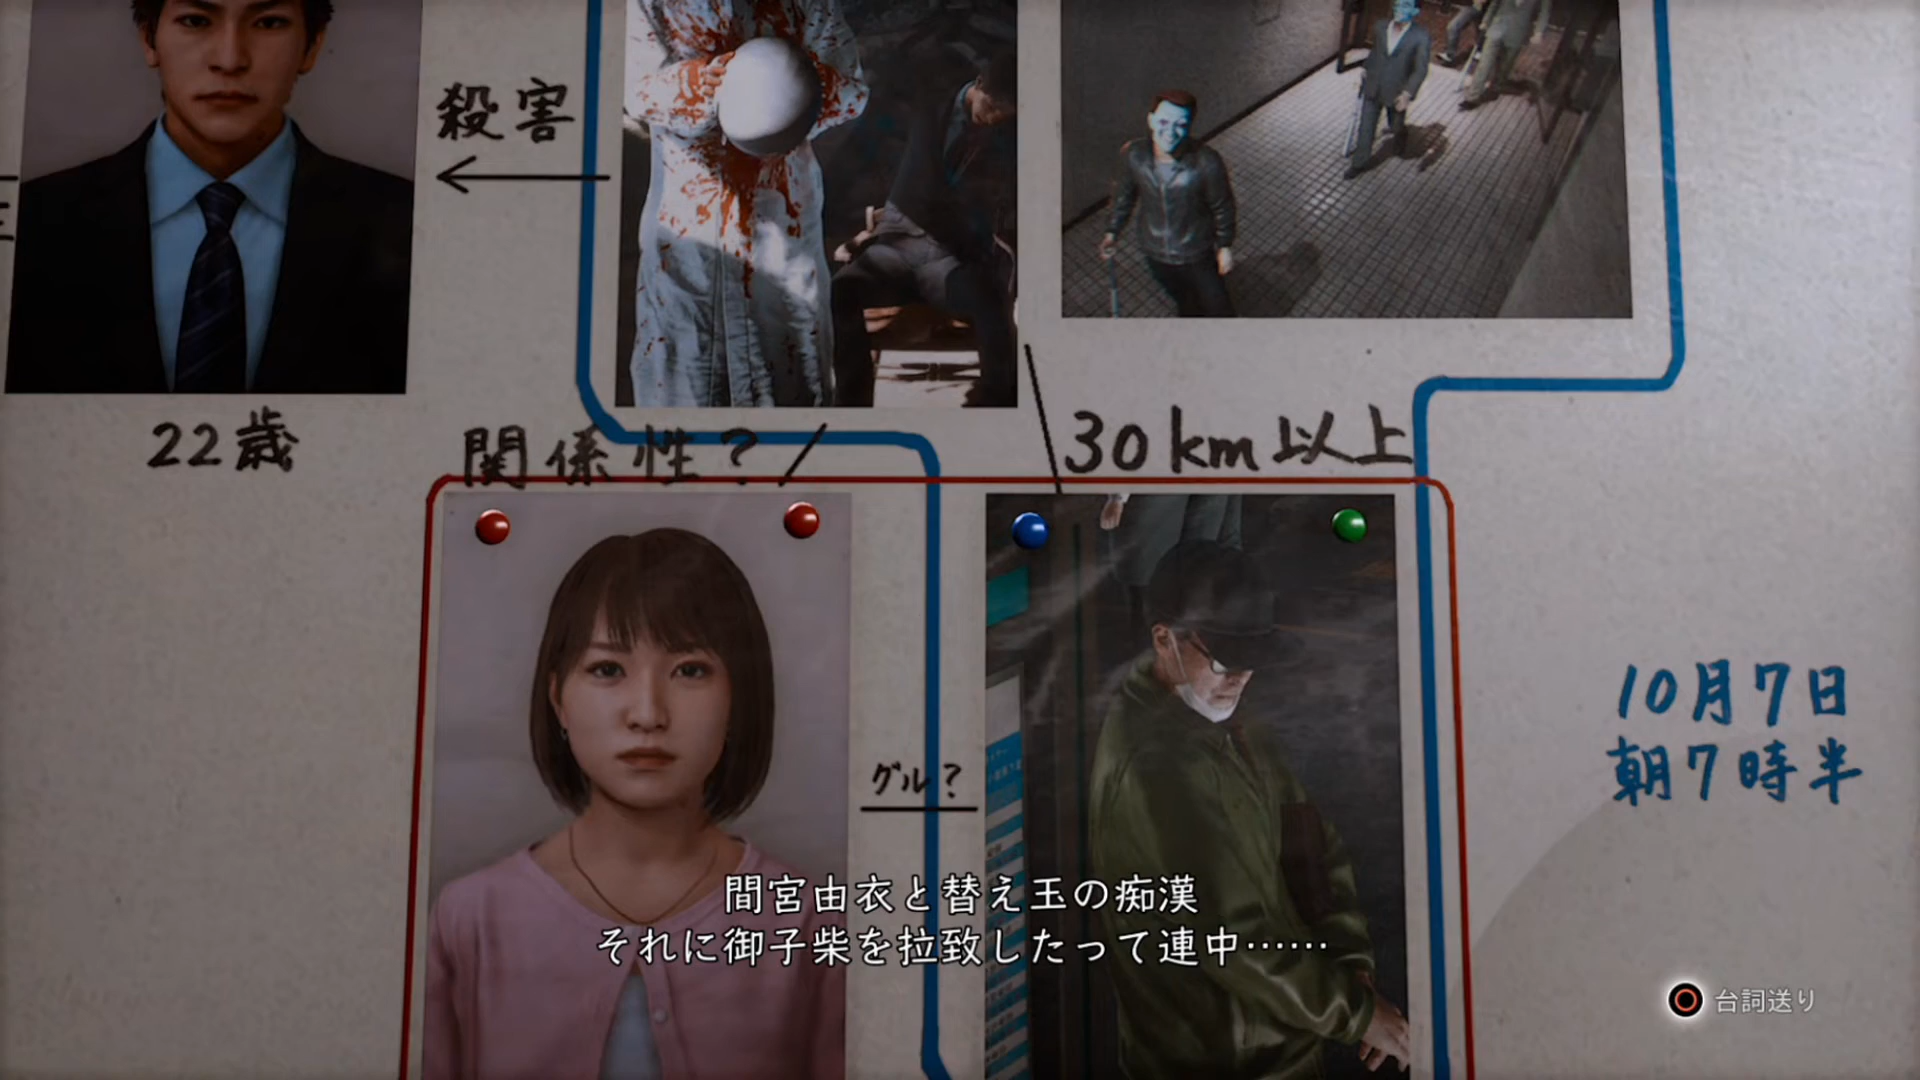 殺害
22歳
関係性?
30km以上
10月7日
朝7時半
グル?
間宮由衣と替え玉の痴漢
それに御子柴を拉致したって連中……
台詞送り